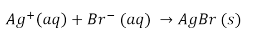 Ag⁺(aq) + Br⁻ (aq) → AgBr (s)